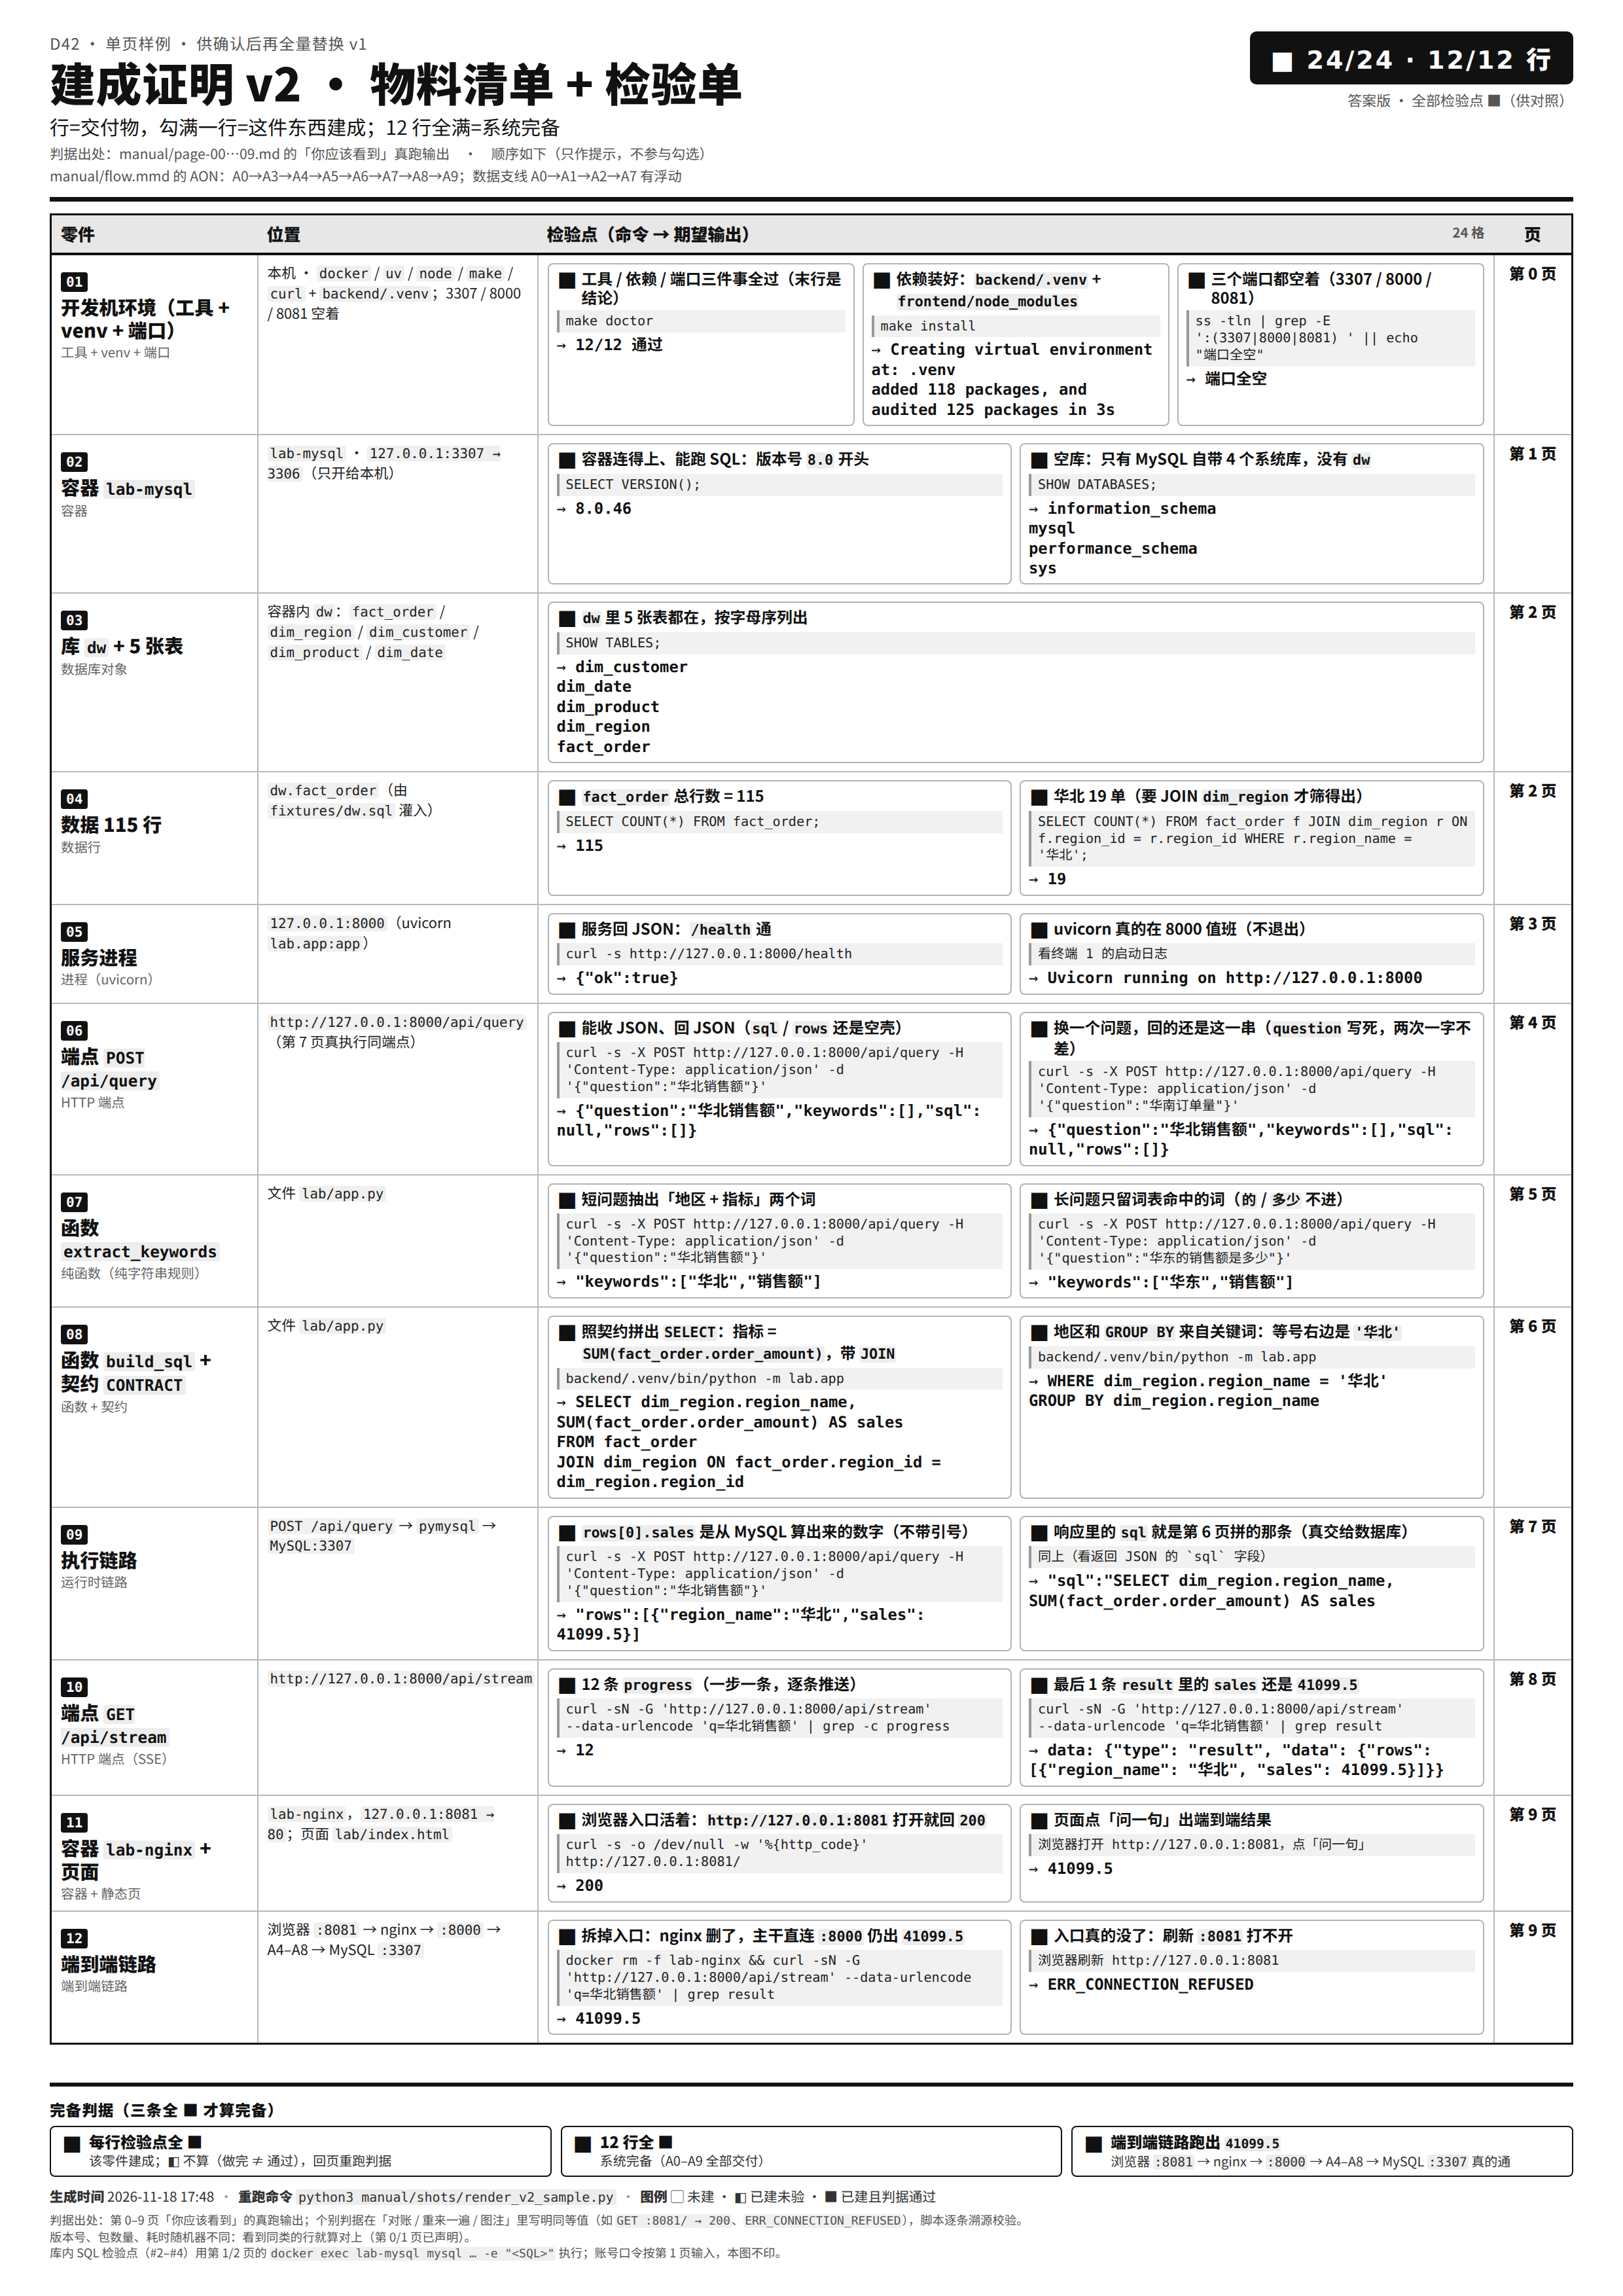 D42 · 单页样例 · 供确认后再全量替换 v1
建成证明 v2 · 物料清单 + 检验单
行=交付物，勾满一行=这件东西建成；12 行全满=系统完备
判据出处：manual/page-00…09.md 的「你应该看到」真跑输出 · 顺序如下（只作提示，不参与勾选）
manual/flow.mmd 的 AON：A0→A3→A4→A5→A6→A7→A8→A9；数据支线 A0→A1→A2→A7 有浮动
■ 24/24 · 12/12 行
答案版 · 全部检验点 ■（供对照）
零件
位置
检验点（命令 → 期望输出）
24 格
页
01
开发机环境（工具 +
venv + 端口）
工具 + venv + 端口
本机 · docker / uv / node / make /
curl + backend/.venv；3307 / 8000
/ 8081 空着
■ 工具 / 依赖 / 端口三件事全过（末行是
结论）
make doctor
→ 12/12 通过
■ 依赖装好：backend/.venv +
frontend/node_modules
make install
→ Creating virtual environment
at: .venv
added 118 packages, and
audited 125 packages in 3s
■ 三个端口都空着（3307 / 8000 /
8081）
ss -tln | grep -E
':(3307|8000|8081) ' || echo
"端口全空"
→ 端口全空
第 0 页
02
容器 lab-mysql
容器
lab-mysql · 127.0.0.1:3307 →
3306（只开给本机）
■ 容器连得上、能跑 SQL：版本号 8.0 开头
SELECT VERSION();
→ 8.0.46
■ 空库：只有 MySQL 自带 4 个系统库，没有 dw
SHOW DATABASES;
→ information_schema
mysql
performance_schema
sys
第 1 页
03
库 dw + 5 张表
数据库对象
容器内 dw：fact_order /
dim_region / dim_customer /
dim_product / dim_date
■ dw 里 5 张表都在，按字母序列出
SHOW TABLES;
→ dim_customer
dim_date
dim_product
dim_region
fact_order
第 2 页
04
数据 115 行
数据行
dw.fact_order（由
fixtures/dw.sql 灌入）
■ fact_order 总行数 = 115
SELECT COUNT(*) FROM fact_order;
→ 115
■ 华北 19 单（要 JOIN dim_region 才筛得出）
SELECT COUNT(*) FROM fact_order f JOIN dim_region r ON
f.region_id = r.region_id WHERE r.region_name =
'华北';
→ 19
第 2 页
05
服务进程
进程（uvicorn）
127.0.0.1:8000（uvicorn
lab.app:app）
■ 服务回 JSON：/health 通
curl -s http://127.0.0.1:8000/health
→ {"ok":true}
■ uvicorn 真的在 8000 值班（不退出）
看终端 1 的启动日志
→ Uvicorn running on http://127.0.0.1:8000
第 3 页
06
端点 POST
/api/query
HTTP 端点
http://127.0.0.1:8000/api/query
（第 7 页真执行同端点）
■ 能收 JSON、回 JSON（sql / rows 还是空壳）
curl -s -X POST http://127.0.0.1:8000/api/query -H
'Content-Type: application/json' -d
'{"question":"华北销售额"}'
→ {"question":"华北销售额","keywords":[],"sql":
null,"rows":[]}
■ 换一个问题，回的还是这一串（question 写死，两次一字不
差）
curl -s -X POST http://127.0.0.1:8000/api/query -H
'Content-Type: application/json' -d
'{"question":"华南订单量"}'
→ {"question":"华北销售额","keywords":[],"sql":
null,"rows":[]}
第 4 页
07
函数
extract_keywords
纯函数（纯字符串规则）
文件 lab/app.py
■ 短问题抽出「地区 + 指标」两个词
curl -s -X POST http://127.0.0.1:8000/api/query -H
'Content-Type: application/json' -d
'{"question":"华北销售额"}'
→ "keywords":["华北","销售额"]
■ 长问题只留词表命中的词（的 / 多少 不进）
curl -s -X POST http://127.0.0.1:8000/api/query -H
'Content-Type: application/json' -d
'{"question":"华东的销售额是多少"}'
→ "keywords":["华东","销售额"]
第 5 页
08
函数 build_sql +
契约 CONTRACT
函数 + 契约
文件 lab/app.py
■ 照契约拼出 SELECT：指标 =
SUM(fact_order.order_amount)，带 JOIN
backend/.venv/bin/python -m lab.app
→ SELECT dim_region.region_name,
SUM(fact_order.order_amount) AS sales
FROM fact_order
JOIN dim_region ON fact_order.region_id =
dim_region.region_id
■ 地区和 GROUP BY 来自关键词：等号右边是 '华北'
backend/.venv/bin/python -m lab.app
→ WHERE dim_region.region_name = '华北'
GROUP BY dim_region.region_name
第 6 页
09
执行链路
运行时链路
POST /api/query → pymysql →
MySQL:3307
■ rows[0].sales 是从 MySQL 算出来的数字（不带引号）
curl -s -X POST http://127.0.0.1:8000/api/query -H
'Content-Type: application/json' -d
'{"question":"华北销售额"}'
→ "rows":[{"region_name":"华北","sales":
41099.5}]
■ 响应里的 sql 就是第 6 页拼的那条（真交给数据库）
同上（看返回 JSON 的 `sql` 字段）
→ "sql":"SELECT dim_region.region_name,
SUM(fact_order.order_amount) AS sales
第 7 页
10
端点 GET
/api/stream
HTTP 端点（SSE）
http://127.0.0.1:8000/api/stream
■ 12 条 progress（一步一条，逐条推送）
curl -sN -G 'http://127.0.0.1:8000/api/stream'
--data-urlencode 'q=华北销售额' | grep -c progress
→ 12
■ 最后 1 条 result 里的 sales 还是 41099.5
curl -sN -G 'http://127.0.0.1:8000/api/stream'
--data-urlencode 'q=华北销售额' | grep result
→ data: {"type": "result", "data": {"rows":
[{"region_name": "华北", "sales": 41099.5}]}}
第 8 页
11
容器 lab-nginx +
页面
容器 + 静态页
lab-nginx，127.0.0.1:8081 →
80；页面 lab/index.html
■ 浏览器入口活着：http://127.0.0.1:8081 打开就回 200
curl -s -o /dev/null -w '%{http_code}'
http://127.0.0.1:8081/
→ 200
■ 页面点「问一句」出端到端结果
浏览器打开 http://127.0.0.1:8081，点「问一句」
→ 41099.5
第 9 页
12
端到端链路
端到端链路
浏览器 :8081 → nginx → :8000 →
A4–A8 → MySQL :3307
■ 拆掉入口：nginx 删了，主干直连 :8000 仍出 41099.5
docker rm -f lab-nginx && curl -sN -G
'http://127.0.0.1:8000/api/stream' --data-urlencode
'q=华北销售额' | grep result
→ 41099.5
■ 入口真的没了：刷新 :8081 打不开
浏览器刷新 http://127.0.0.1:8081
→ ERR_CONNECTION_REFUSED
第 9 页
完备判据（三条全 ■ 才算完备）
■ 每行检验点全 ■
该零件建成；◧ 不算（做完 ≠ 通过），回页重跑判据
■ 12 行全 ■
系统完备（A0–A9 全部交付）
■ 端到端链路跑出 41099.5
浏览器 :8081 → nginx → :8000 → A4–A8 → MySQL :3307 真的通
生成时间 2026-11-18 17:48 · 重跑命令 python3 manual/shots/render_v2_sample.py · 图例 □ 未建 · ◧ 已建未验 · ■ 已建且判据通过
判据出处：第 0–9 页「你应该看到」的真跑输出；个别判据在「对账 / 重来一遍 / 图注」里写明同等值（如 GET :8081/ → 200、ERR_CONNECTION_REFUSED），脚本逐条溯源校验。
版本号、包数量、耗时随机器不同：看到同类的行就算对上（第 0/1 页已声明）。
库内 SQL 检验点（#2–#4）用第 1/2 页的 docker exec lab-mysql mysql … -e "<SQL>" 执行；账号口令按第 1 页输入，本图不印。